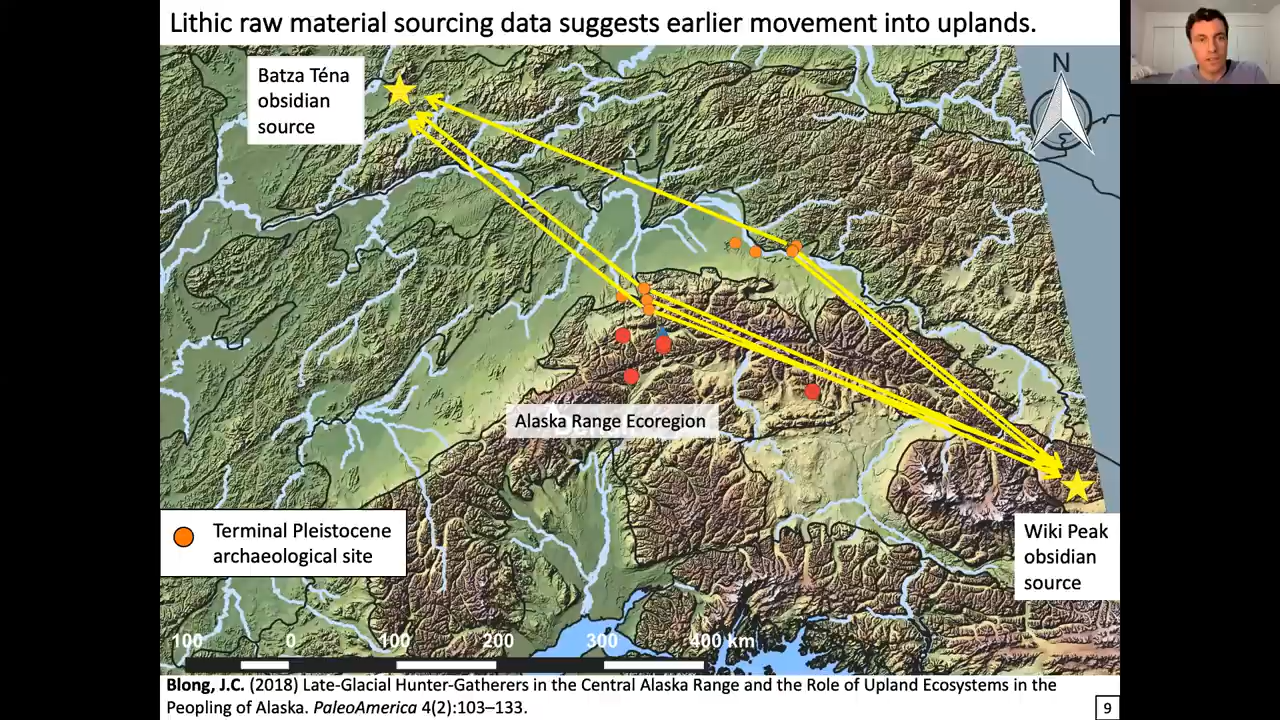 Lithic raw material sourcing data suggests earlier movement into uplands.
Batza Téna
obsidian
source
N
Alaska Range Ecoregion
Terminal Pleistocene
archaeological site
Wiki Peak
obsidian
source
100 0 100 200 300 400 km
Blong, J.C. (2018) Late-Glacial Hunter-Gatherers in the Central Alaska Range and the Role of Upland Ecosystems in the
Peopling of Alaska. PaleoAmerica 4(2):103–133.
9